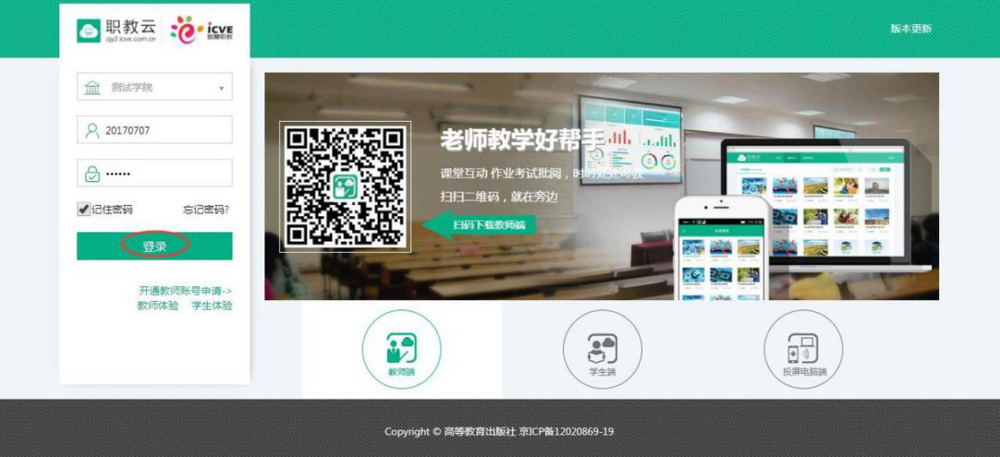 职教云
zjy2.icve.com.cn
icve
智慧职教
版本更新
测试学院
20170707
••••••
记住密码
忘记密码?
登录
开通教师账号申请->
教师体验 学生体验
老师教学好帮手
课堂互动 作业考试批阅，时时处处可教
扫扫二维码，就在旁边
扫码下载教师端
职教云
教师端
学生端
投屏电脑端
Copyright © 高等教育出版社 京ICP备12020869-19